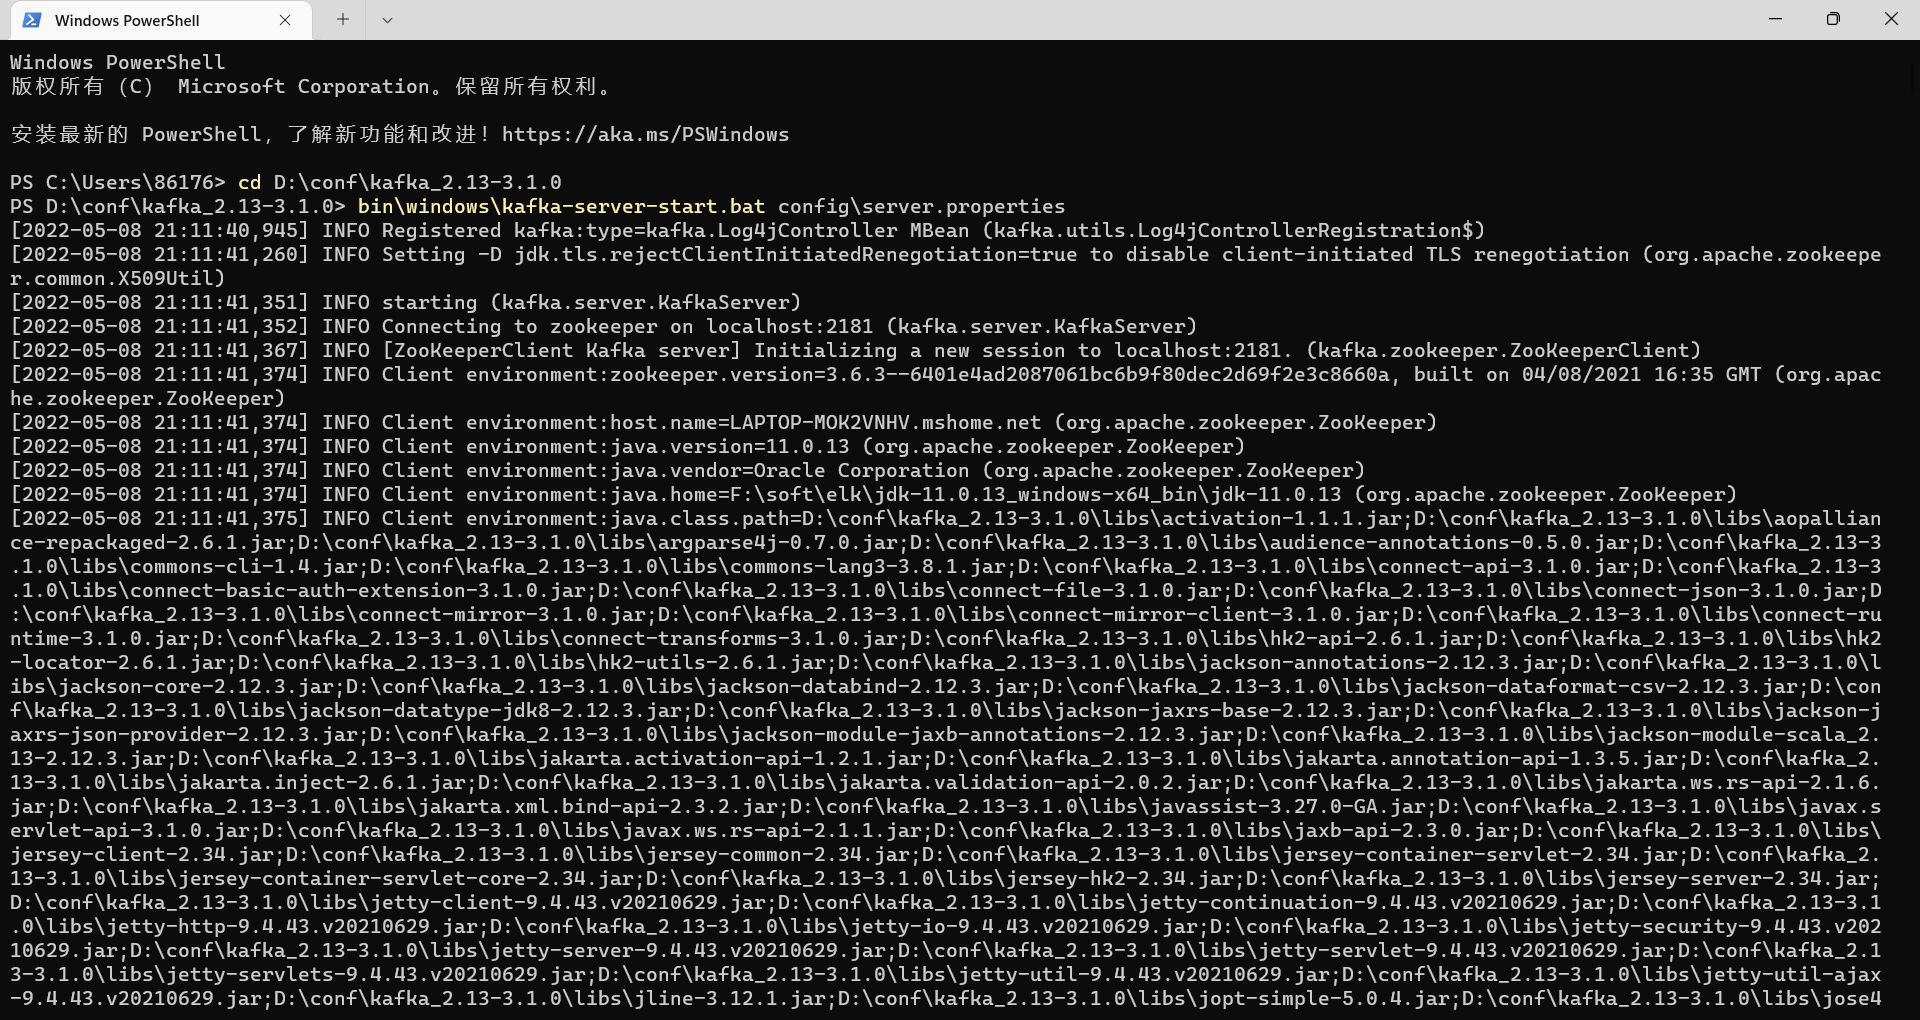 Windows PowerShell
Windows PowerShell
版权所有 (C) Microsoft Corporation。保留所有权利。
安装最新的 PowerShell，了解新功能和改进！https://aka.ms/PSWindows
PS C:\Users\86176> cd D:\conf\kafka_2.13-3.1.0
PS D:\conf\kafka_2.13-3.1.0> bin\windows\kafka-server-start.bat config\server.properties
[2022-05-08 21:11:40,945] INFO Registered kafka:type=kafka.Log4jController MBean (kafka.utils.Log4jControllerRegistration$)
[2022-05-08 21:11:41,260] INFO Setting -D jdk.tls.rejectClientInitiatedRenegotiation=true to disable client-initiated TLS renegotiation (org.apache.zookeepe
r.common.X509Util)
[2022-05-08 21:11:41,351] INFO starting (kafka.server.KafkaServer)
[2022-05-08 21:11:41,352] INFO Connecting to zookeeper on localhost:2181 (kafka.server.KafkaServer)
[2022-05-08 21:11:41,367] INFO [ZooKeeperClient Kafka server] Initializing a new session to localhost:2181. (kafka.zookeeper.ZooKeeperClient)
[2022-05-08 21:11:41,374] INFO Client environment:zookeeper.version=3.6.3--6401e4ad2087061bc6b9f80dec2d69f2e3c8660a, built on 04/08/2021 16:35 GMT (org.apac
he.zookeeper.ZooKeeper)
[2022-05-08 21:11:41,374] INFO Client environment:host.name=LAPTOP-MOK2VNHV.mshome.net (org.apache.zookeeper.ZooKeeper)
[2022-05-08 21:11:41,374] INFO Client environment:java.version=11.0.13 (org.apache.zookeeper.ZooKeeper)
[2022-05-08 21:11:41,374] INFO Client environment:java.vendor=Oracle Corporation (org.apache.zookeeper.ZooKeeper)
[2022-05-08 21:11:41,374] INFO Client environment:java.home=F:\soft\elk\jdk-11.0.13_windows-x64_bin\jdk-11.0.13 (org.apache.zookeeper.ZooKeeper)
[2022-05-08 21:11:41,375] INFO Client environment:java.class.path=D:\conf\kafka_2.13-3.1.0\libs\activation-1.1.1.jar;D:\conf\kafka_2.13-3.1.0\libs\aopallian
ce-repackaged-2.6.1.jar;D:\conf\kafka_2.13-3.1.0\libs\argparse4j-0.7.0.jar;D:\conf\kafka_2.13-3.1.0\libs\audience-annotations-0.5.0.jar;D:\conf\kafka_2.13-3
.1.0\libs\commons-cli-1.4.jar;D:\conf\kafka_2.13-3.1.0\libs\commons-lang3-3.8.1.jar;D:\conf\kafka_2.13-3.1.0\libs\connect-api-3.1.0.jar;D:\conf\kafka_2.13-3
.1.0\libs\connect-basic-auth-extension-3.1.0.jar;D:\conf\kafka_2.13-3.1.0\libs\connect-file-3.1.0.jar;D:\conf\kafka_2.13-3.1.0\libs\connect-json-3.1.0.jar;D
:\conf\kafka_2.13-3.1.0\libs\connect-mirror-3.1.0.jar;D:\conf\kafka_2.13-3.1.0\libs\connect-mirror-client-3.1.0.jar;D:\conf\kafka_2.13-3.1.0\libs\connect-ru
ntime-3.1.0.jar;D:\conf\kafka_2.13-3.1.0\libs\connect-transforms-3.1.0.jar;D:\conf\kafka_2.13-3.1.0\libs\hk2-api-2.6.1.jar;D:\conf\kafka_2.13-3.1.0\libs\hk2
-locator-2.6.1.jar;D:\conf\kafka_2.13-3.1.0\libs\hk2-utils-2.6.1.jar;D:\conf\kafka_2.13-3.1.0\libs\jackson-annotations-2.12.3.jar;D:\conf\kafka_2.13-3.1.0\l
ibs\jackson-core-2.12.3.jar;D:\conf\kafka_2.13-3.1.0\libs\jackson-databind-2.12.3.jar;D:\conf\kafka_2.13-3.1.0\libs\jackson-dataformat-csv-2.12.3.jar;D:\con
f\kafka_2.13-3.1.0\libs\jackson-datatype-jdk8-2.12.3.jar;D:\conf\kafka_2.13-3.1.0\libs\jackson-jaxrs-base-2.12.3.jar;D:\conf\kafka_2.13-3.1.0\libs\jackson-j
axrs-json-provider-2.12.3.jar;D:\conf\kafka_2.13-3.1.0\libs\jackson-module-jaxb-annotations-2.12.3.jar;D:\conf\kafka_2.13-3.1.0\libs\jackson-module-scala_2.
13-2.12.3.jar;D:\conf\kafka_2.13-3.1.0\libs\jakarta.activation-api-1.2.1.jar;D:\conf\kafka_2.13-3.1.0\libs\jakarta.annotation-api-1.3.5.jar;D:\conf\kafka_2.
13-3.1.0\libs\jakarta.inject-2.6.1.jar;D:\conf\kafka_2.13-3.1.0\libs\jakarta.validation-api-2.0.2.jar;D:\conf\kafka_2.13-3.1.0\libs\jakarta.ws.rs-api-2.1.6.
jar;D:\conf\kafka_2.13-3.1.0\libs\jakarta.xml.bind-api-2.3.2.jar;D:\conf\kafka_2.13-3.1.0\libs\javassist-3.27.0-GA.jar;D:\conf\kafka_2.13-3.1.0\libs\javax.s
ervlet-api-3.1.0.jar;D:\conf\kafka_2.13-3.1.0\libs\javax.ws.rs-api-2.1.1.jar;D:\conf\kafka_2.13-3.1.0\libs\jaxb-api-2.3.0.jar;D:\conf\kafka_2.13-3.1.0\libs\
jersey-client-2.34.jar;D:\conf\kafka_2.13-3.1.0\libs\jersey-common-2.34.jar;D:\conf\kafka_2.13-3.1.0\libs\jersey-container-servlet-2.34.jar;D:\conf\kafka_2.
13-3.1.0\libs\jersey-container-servlet-core-2.34.jar;D:\conf\kafka_2.13-3.1.0\libs\jersey-hk2-2.34.jar;D:\conf\kafka_2.13-3.1.0\libs\jersey-server-2.34.jar;
D:\conf\kafka_2.13-3.1.0\libs\jetty-client-9.4.43.v20210629.jar;D:\conf\kafka_2.13-3.1.0\libs\jetty-continuation-9.4.43.v20210629.jar;D:\conf\kafka_2.13-3.1
.0\libs\jetty-http-9.4.43.v20210629.jar;D:\conf\kafka_2.13-3.1.0\libs\jetty-io-9.4.43.v20210629.jar;D:\conf\kafka_2.13-3.1.0\libs\jetty-security-9.4.43.v202
10629.jar;D:\conf\kafka_2.13-3.1.0\libs\jetty-server-9.4.43.v20210629.jar;D:\conf\kafka_2.13-3.1.0\libs\jetty-servlet-9.4.43.v20210629.jar;D:\conf\kafka_2.1
3-3.1.0\libs\jetty-servlets-9.4.43.v20210629.jar;D:\conf\kafka_2.13-3.1.0\libs\jetty-util-9.4.43.v20210629.jar;D:\conf\kafka_2.13-3.1.0\libs\jetty-util-ajax
-9.4.43.v20210629.jar;D:\conf\kafka_2.13-3.1.0\libs\jline-3.12.1.jar;D:\conf\kafka_2.13-3.1.0\libs\jopt-simple-5.0.4.jar;D:\conf\kafka_2.13-3.1.0\libs\jose4